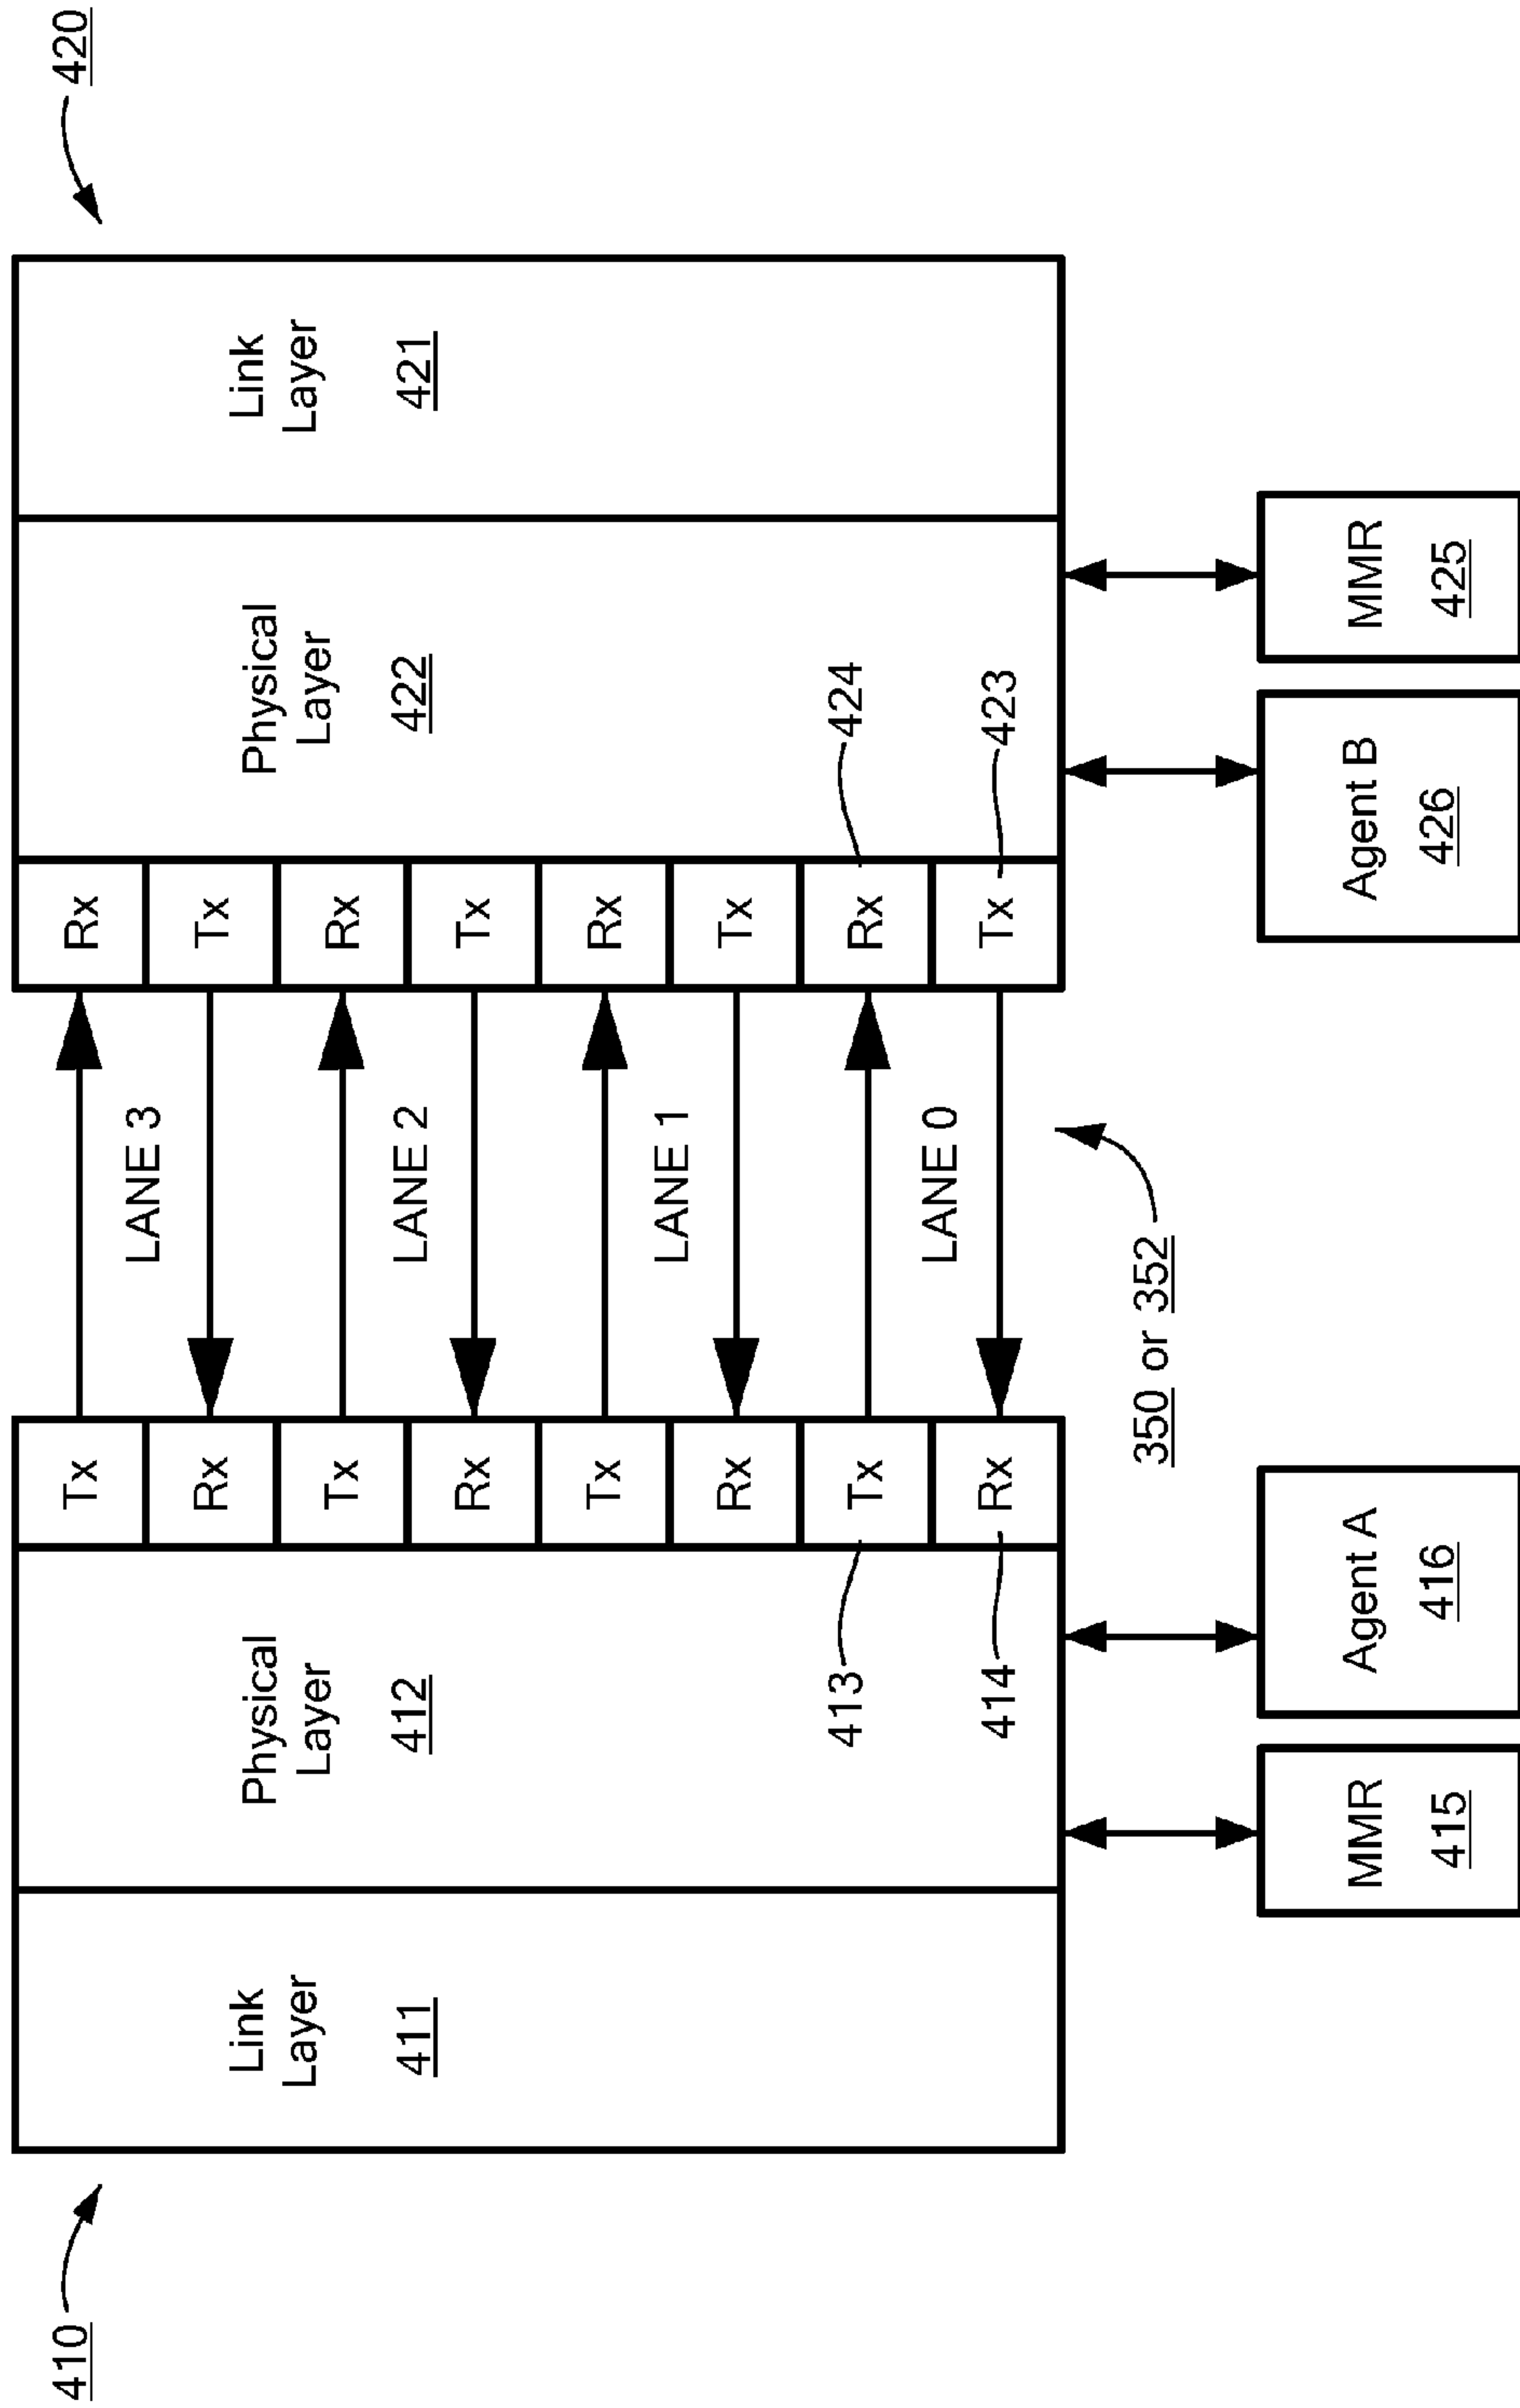 410
420
Link
Layer
411
Physical
Layer
412
Tx
Rx
Tx
Rx
Tx
Rx
Tx
Rx
413
414
LANE 3
LANE 2
LANE 1
LANE 0
350 or 352
Rx
Tx
Rx
Tx
Rx
Tx
Rx
Tx
Physical
Layer
422
424
423
Link
Layer
421
MMR
415
Agent A
416
Agent B
426
MMR
425